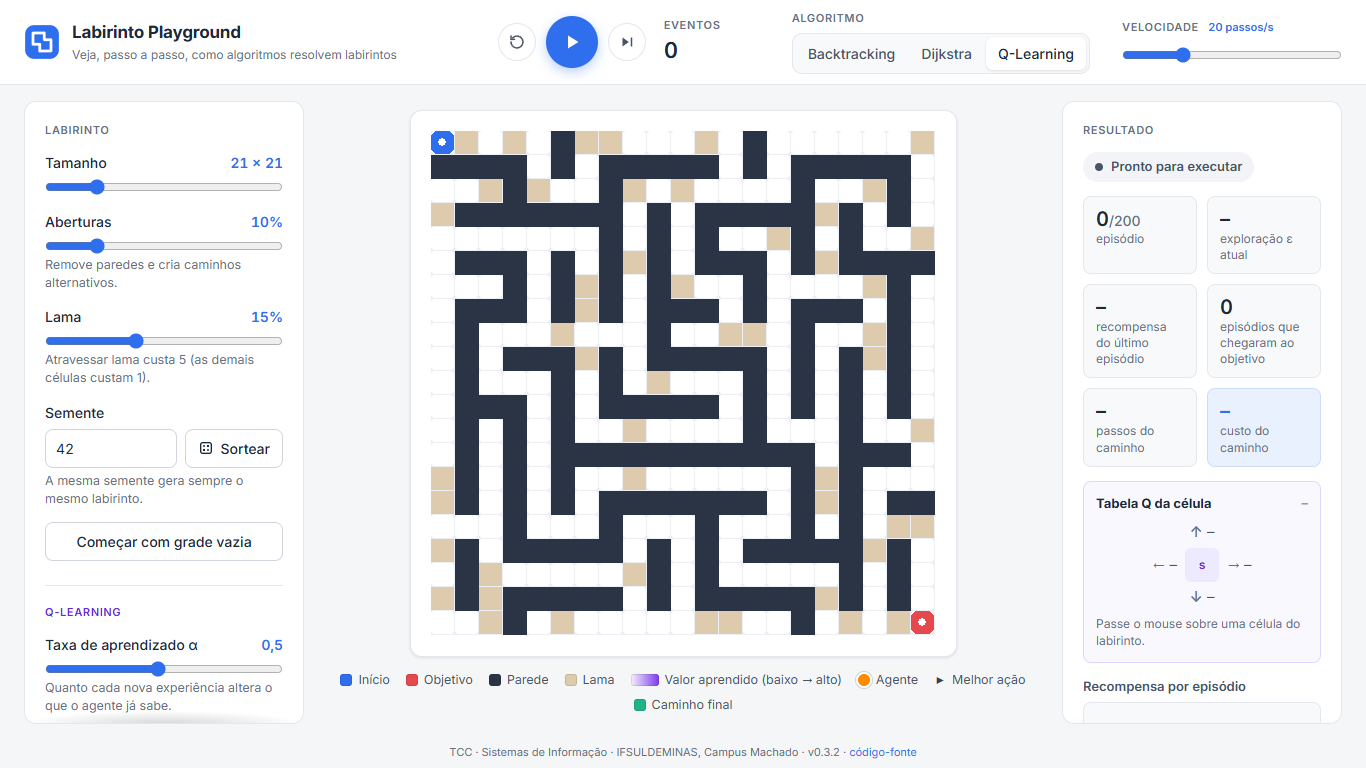 Labirinto Playground
Veja, passo a passo, como algoritmos resolvem labirintos
EVENTOS
0
ALGORITMO
Backtracking
Dijkstra
Q-Learning
VELOCIDADE
20 passos/s
LABIRINTO
Tamanho
21 × 21
Aberturas
10%
Remove paredes e cria caminhos
alternativos.
Lama
15%
Atravessar lama custa 5 (as demais
células custam 1).
Semente
42
Sortear
A mesma semente gera sempre o
mesmo labirinto.
Começar com grade vazia
Q-LEARNING
Taxa de aprendizado α
0,5
Quanto cada nova experiência altera o
que o agente já sabe.
Início
Objetivo
Parede
Lama
Valor aprendido (baixo → alto)
Agente
Melhor ação
Caminho final
RESULTADO
Pronto para executar
0/200
episódio
–
exploração ε
atual
–
recompensa
do último
episódio
0
episódios que
chegaram ao
objetivo
–
passos do
caminho
–
custo do
caminho
Tabela Q da célula
–
↑ –
← –
s
→ –
↓ –
Passe o mouse sobre uma célula do
labirinto.
Recompensa por episódio
TCC · Sistemas de Informação · IFSULDEMINAS, Campus Machado · v0.3.2 · código-fonte